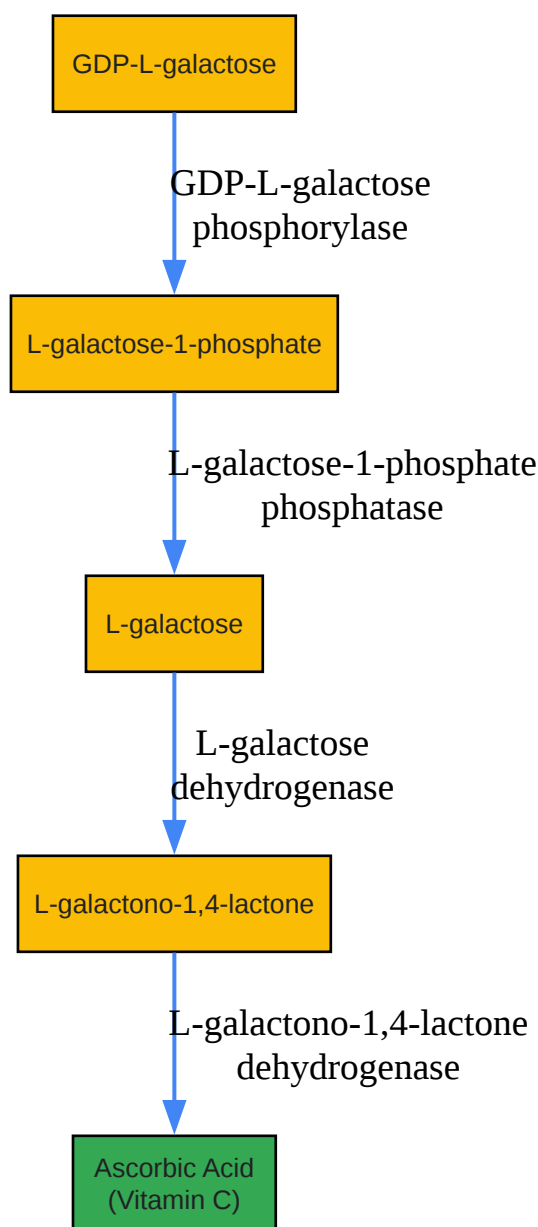 GDP-L-galactose
GDP-L-galactose
phosphorylase
L-galactose-1-phosphate
L-galactose-1-phosphate
phosphatase
L-galactose
L-galactose
dehydrogenase
L-galactono-1,4-lactone
L-galactono-1,4-lactone
dehydrogenase
Ascorbic Acid
(Vitamin C)